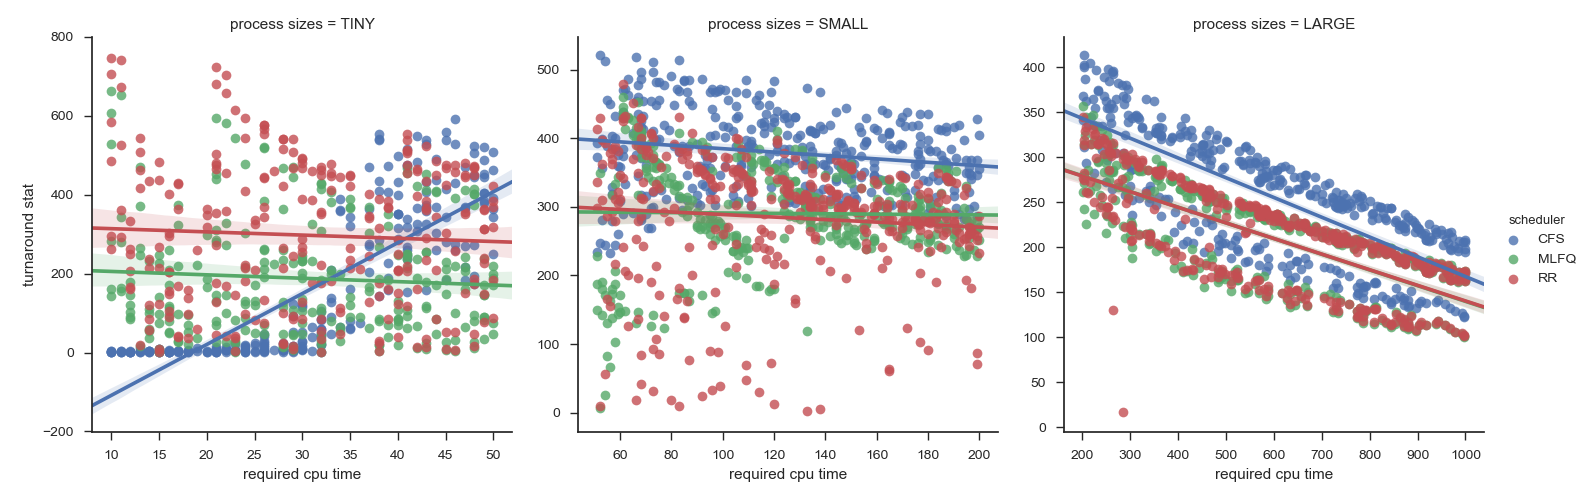 process sizes = TINY
process sizes = SMALL
process sizes = LARGE
turnaround stat
800
600
400
200
0
−200
10 15 20 25 30 35 40 45 50
required cpu time
500
400
300
200
100
0
60 80 100 120 140 160 180 200
required cpu time
400
350
300
250
200
150
100
50
0
200 300 400 500 600 700 800 900 1000
required cpu time
scheduler
CFS
MLFQ
RR